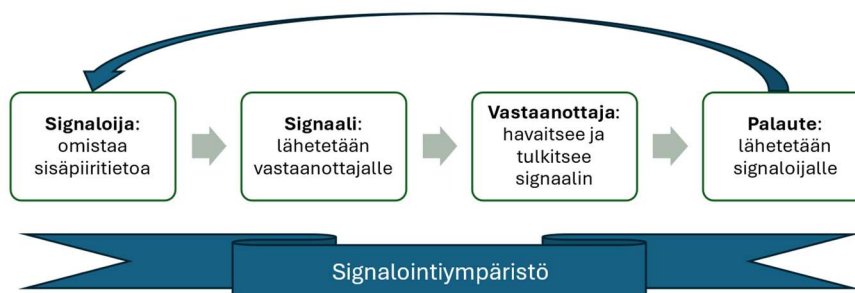 Signaloija:
omistaa
sisäpiiritietoa
Signaali:
lähetetään
vastaanottajalle
Vastaanottaja:
havaitsee ja
tulkitsee
signaalin
Palaute:
lähetetään
signaloijalle
Signalointiympäristö